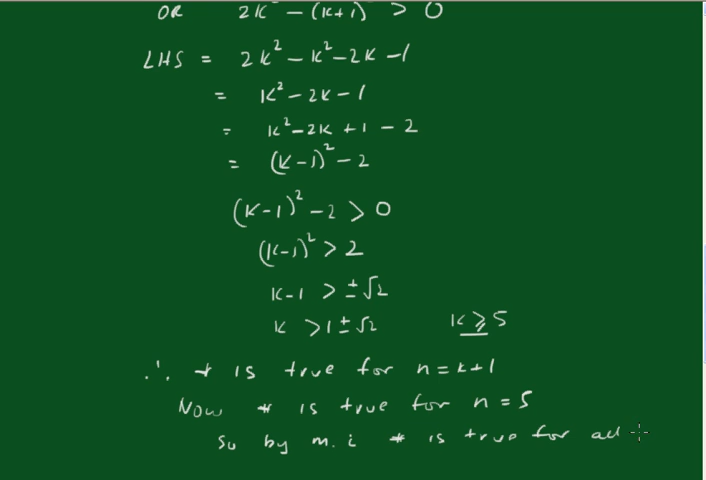 OR 2K² - (K+1)² > 0
LHS = 2K² - K² - 2K - 1
= K² - 2K - 1
= K² - 2K + 1 - 2
= (K-1)² - 2
(K-1)² - 2 > 0
(K-1)² > 2
K-1 > ±√2
K > 1 ± √2 K ≥ 5
∴ * is true for n = k+1
Now * is true for n = 5
So by m. i * is true for all